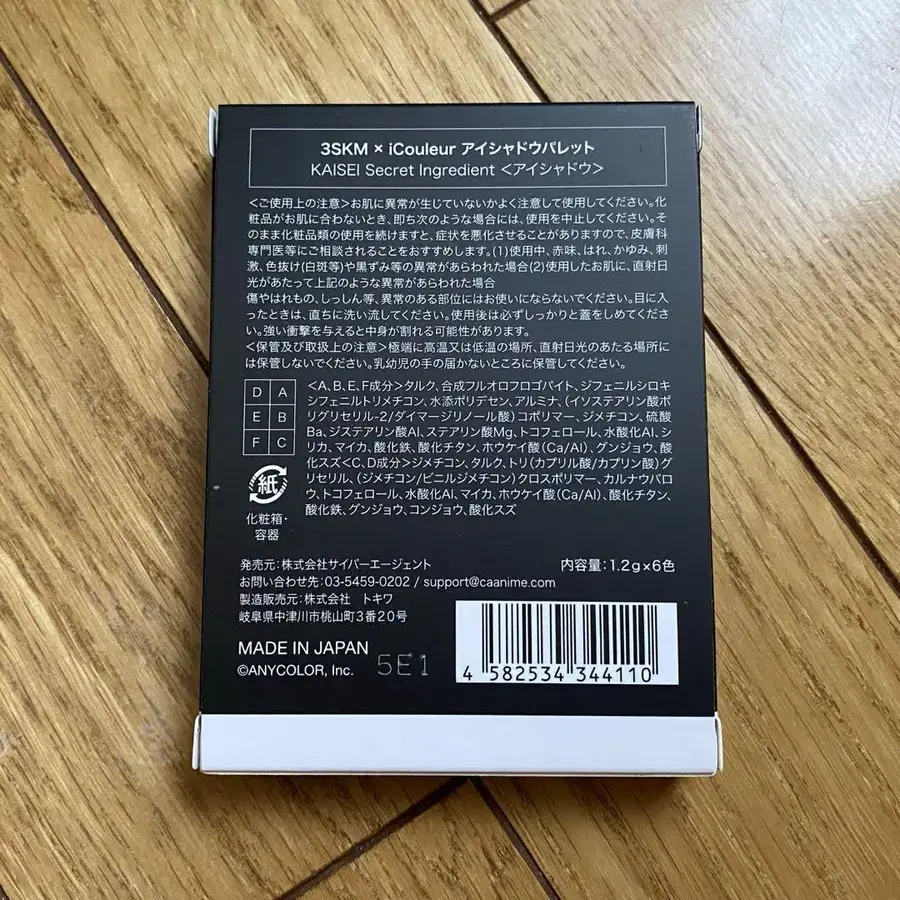 3SKM × iCouleur アイシャドウパレット
KAISEI Secret Ingredient <アイシャドウ>
<ご使用上の注意>お肌に異常が生じていないかよく注意して使用してください。化
粧品がお肌に合わないとき、即ち次のような場合には、使用を中止してください。そ
のまま化粧品類の使用を続けますと、症状を悪化させることがありますので、皮膚科
専門医等にご相談されることをおすすめします。(1)使用中、赤味、はれ、かゆみ、刺
激、色抜け(白斑等)や黒ずみ等の異常があらわれた場合(2)使用したお肌に、直射日
光があたって上記のような異常があらわれた場合
傷やはれもの、しっしん等、異常のある部位にはお使いにならないでください。目に入
ったときは、直ちに洗い流してください。使用後は必ずしっかりと蓋をしめてくださ
い。強い衝撃を与えると中身が割れる可能性があります。
<保管及び取扱上の注意>極端に高温又は低温の場所、直射日光のあたる場所に
は保管しないでください。乳幼児の手の届かないところに保管してください。
D A
E B
F C
<A、B、E、F成分>タルク、合成フルオロフロゴパイト、ジフェニルシロキ
シフェニルトリメチコン、水添ポリデセン、アルミナ、(イソステアリン酸ポ
リグリセリル-2/ダイマージリノール酸)コポリマー、ジメチコン、硫酸
Ba、ジステアリン酸Al、ステアリン酸Mg、トコフェロール、水酸化Al、シ
リカ、マイカ、酸化鉄、酸化チタン、ホウケイ酸(Ca/Al)、グンジョウ、酸
化スズ<C、D成分>ジメチコン、タルク、トリ(カプリル酸/カプリン酸)グ
リセリル、(ジメチコン/ビニルジメチコン)クロスポリマー、カルナウバロ
ウ、トコフェロール、水酸化Al、マイカ、ホウケイ酸(Ca/Al)、酸化チタン、
酸化鉄、グンジョウ、コンジョウ、酸化スズ
紙
化粧箱・
容器
発売元:株式会社サイバーエージェント
内容量:1.2g×6色
お問い合わせ先:03-5459-0202 / support@caanime.com
製造販売元:株式会社 トキワ
岐阜県中津川市桃山町3番20号
MADE IN JAPAN
©ANYCOLOR, Inc.
5E1
4 582534 344110